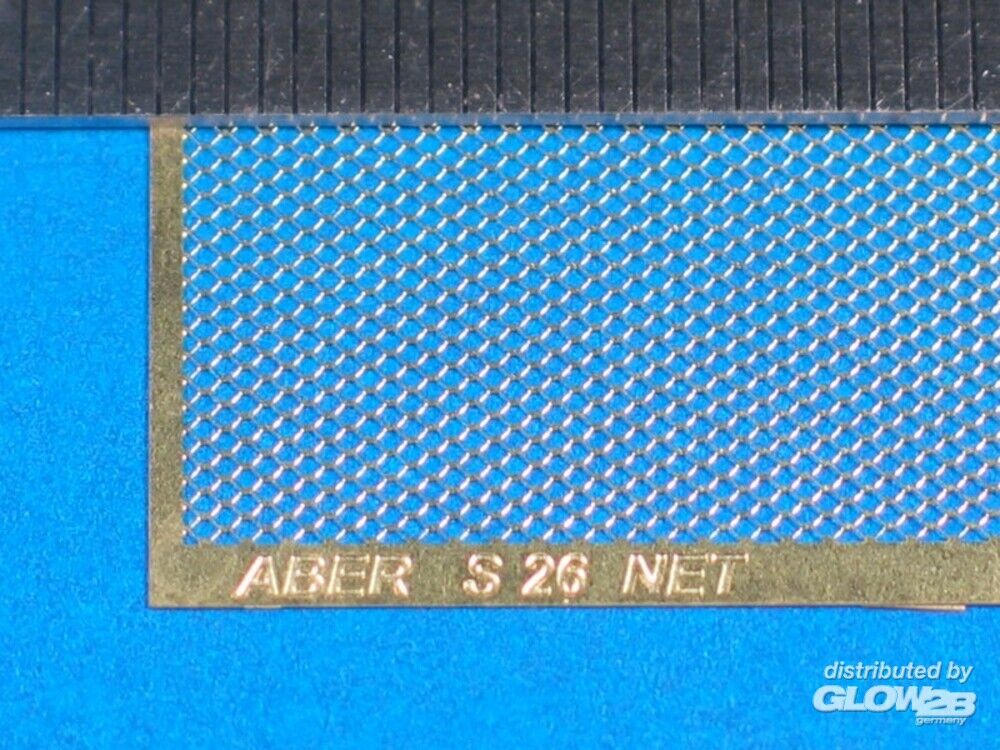 ABER S 26 NET
distributed by
GLOW2B
germany